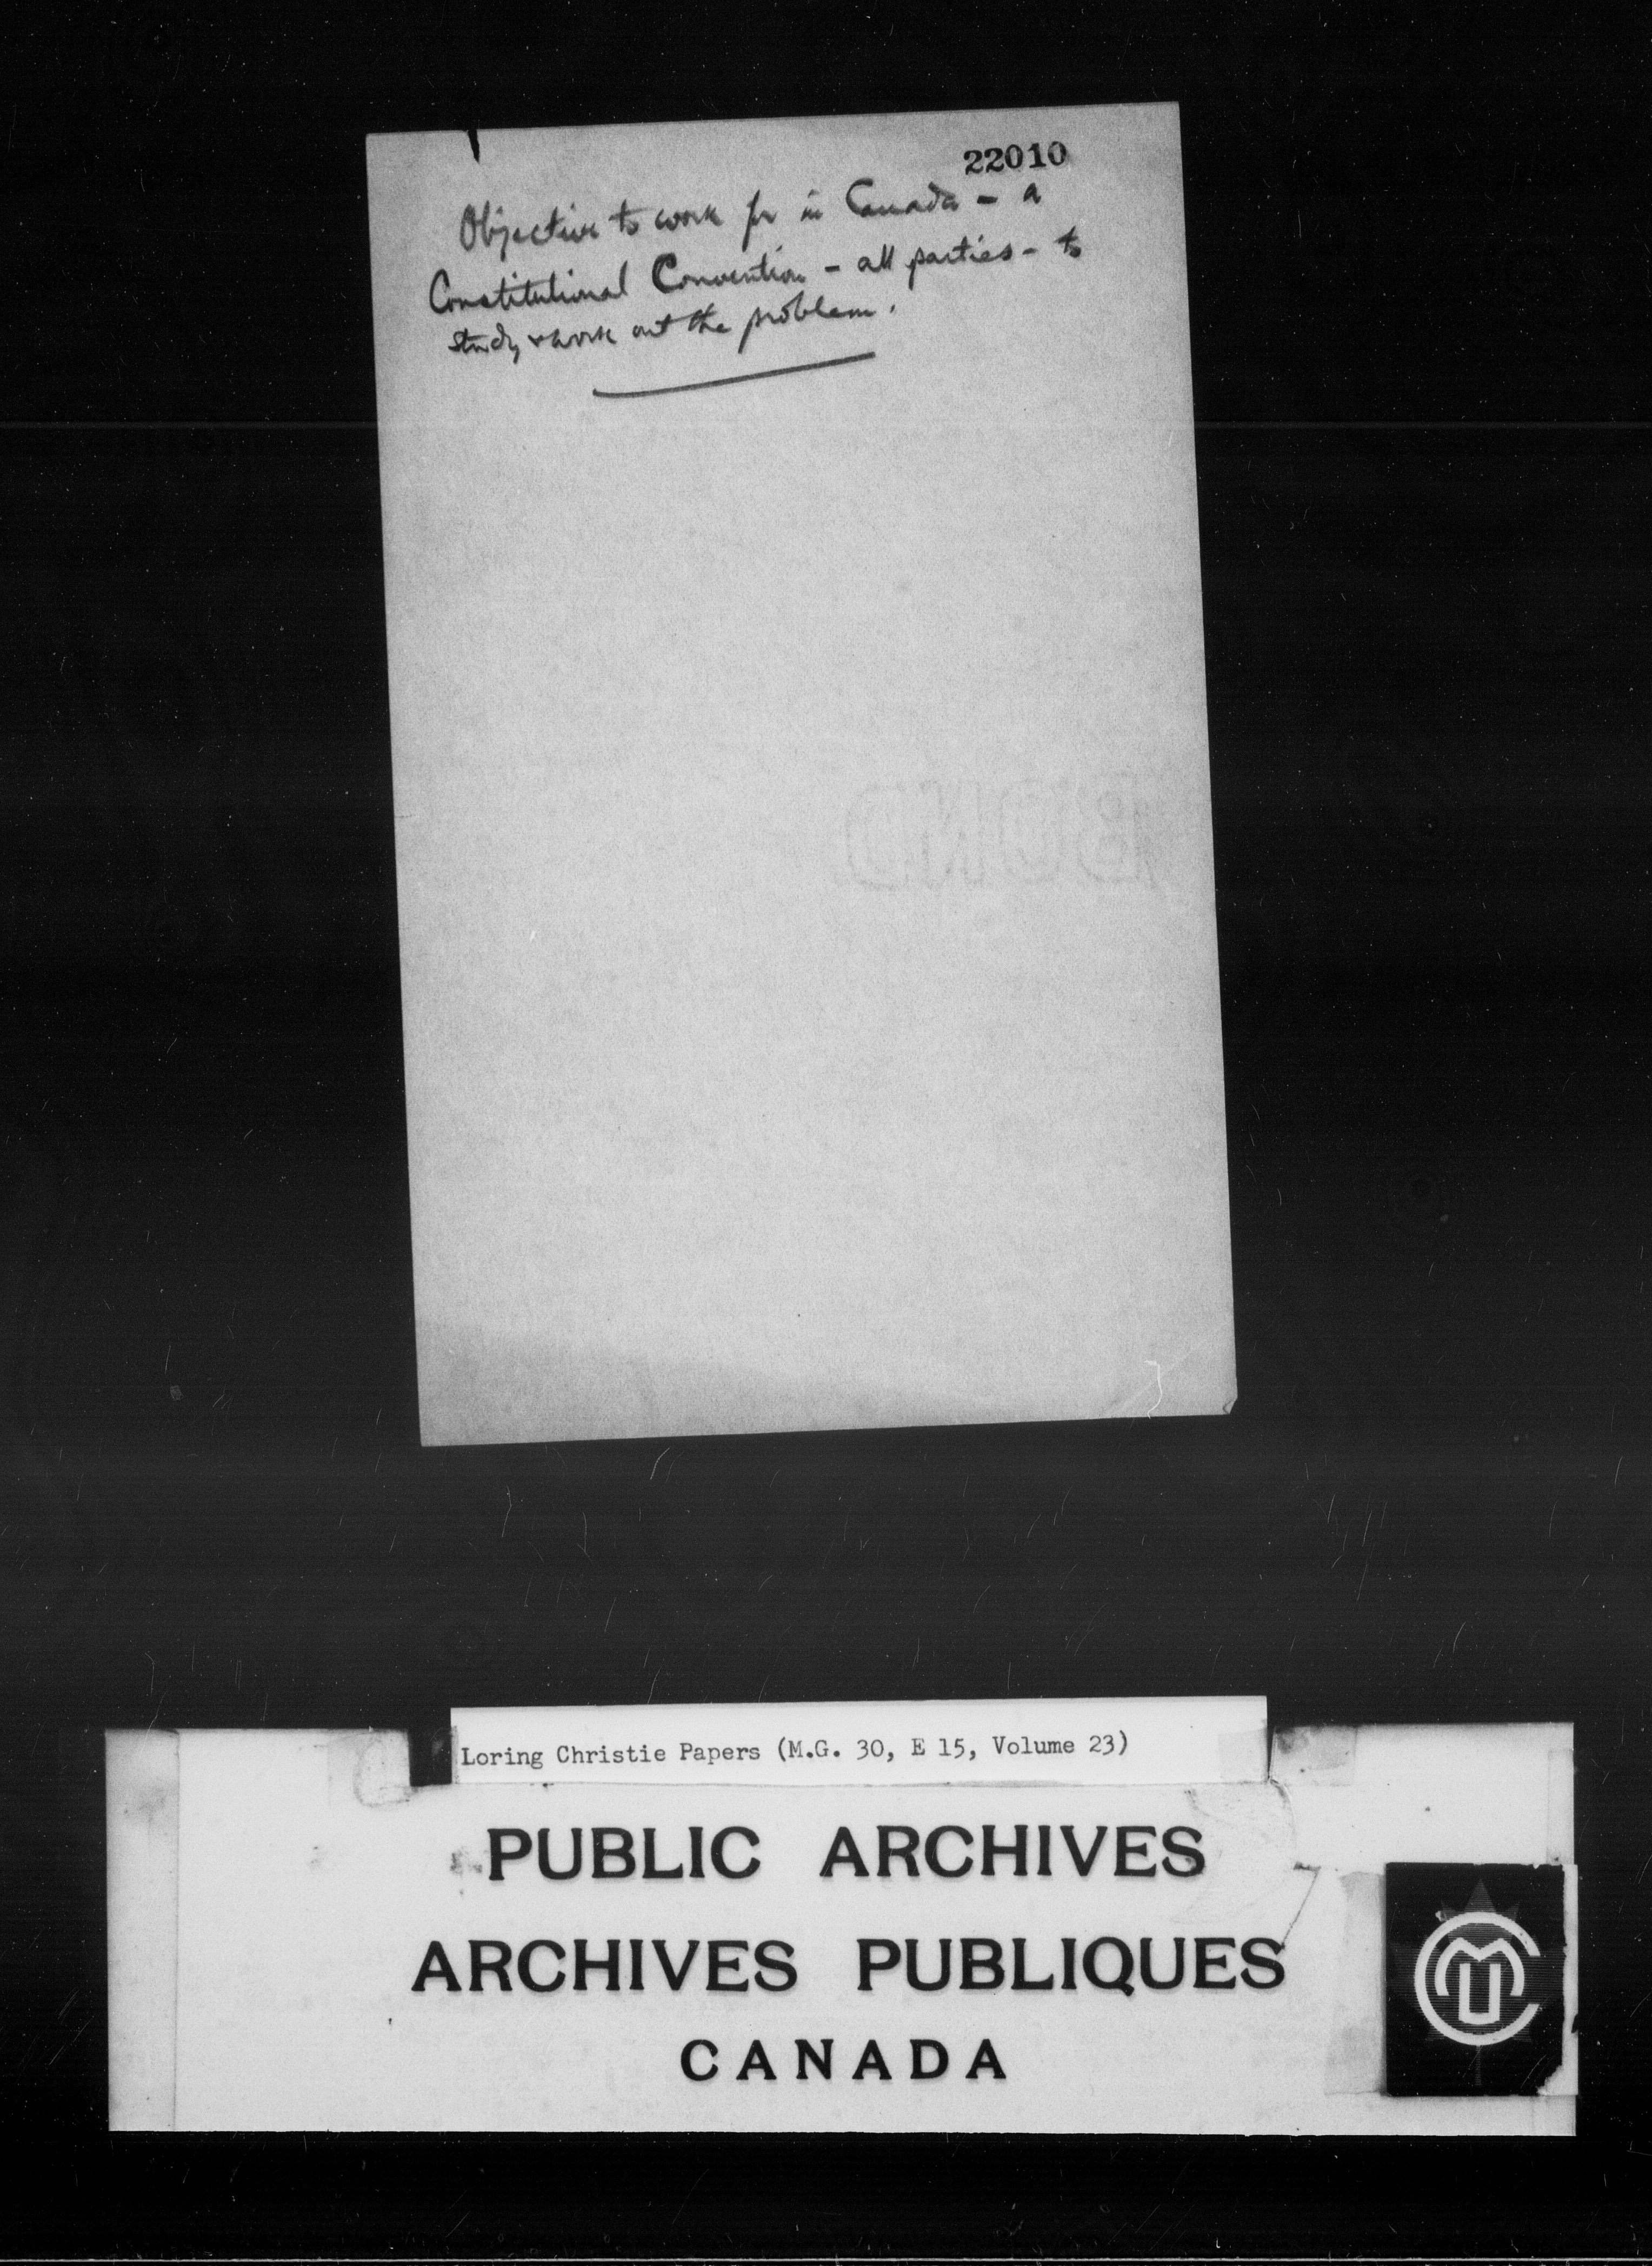 22010
Objective to work for in Canada - a
Constitutional Convention - all parties - to
study & work out the problem.
BOND
Loring Christie Papers (M.G. 30, E 15, Volume 23)
PUBLIC ARCHIVES
ARCHIVES PUBLIQUES
CANADA